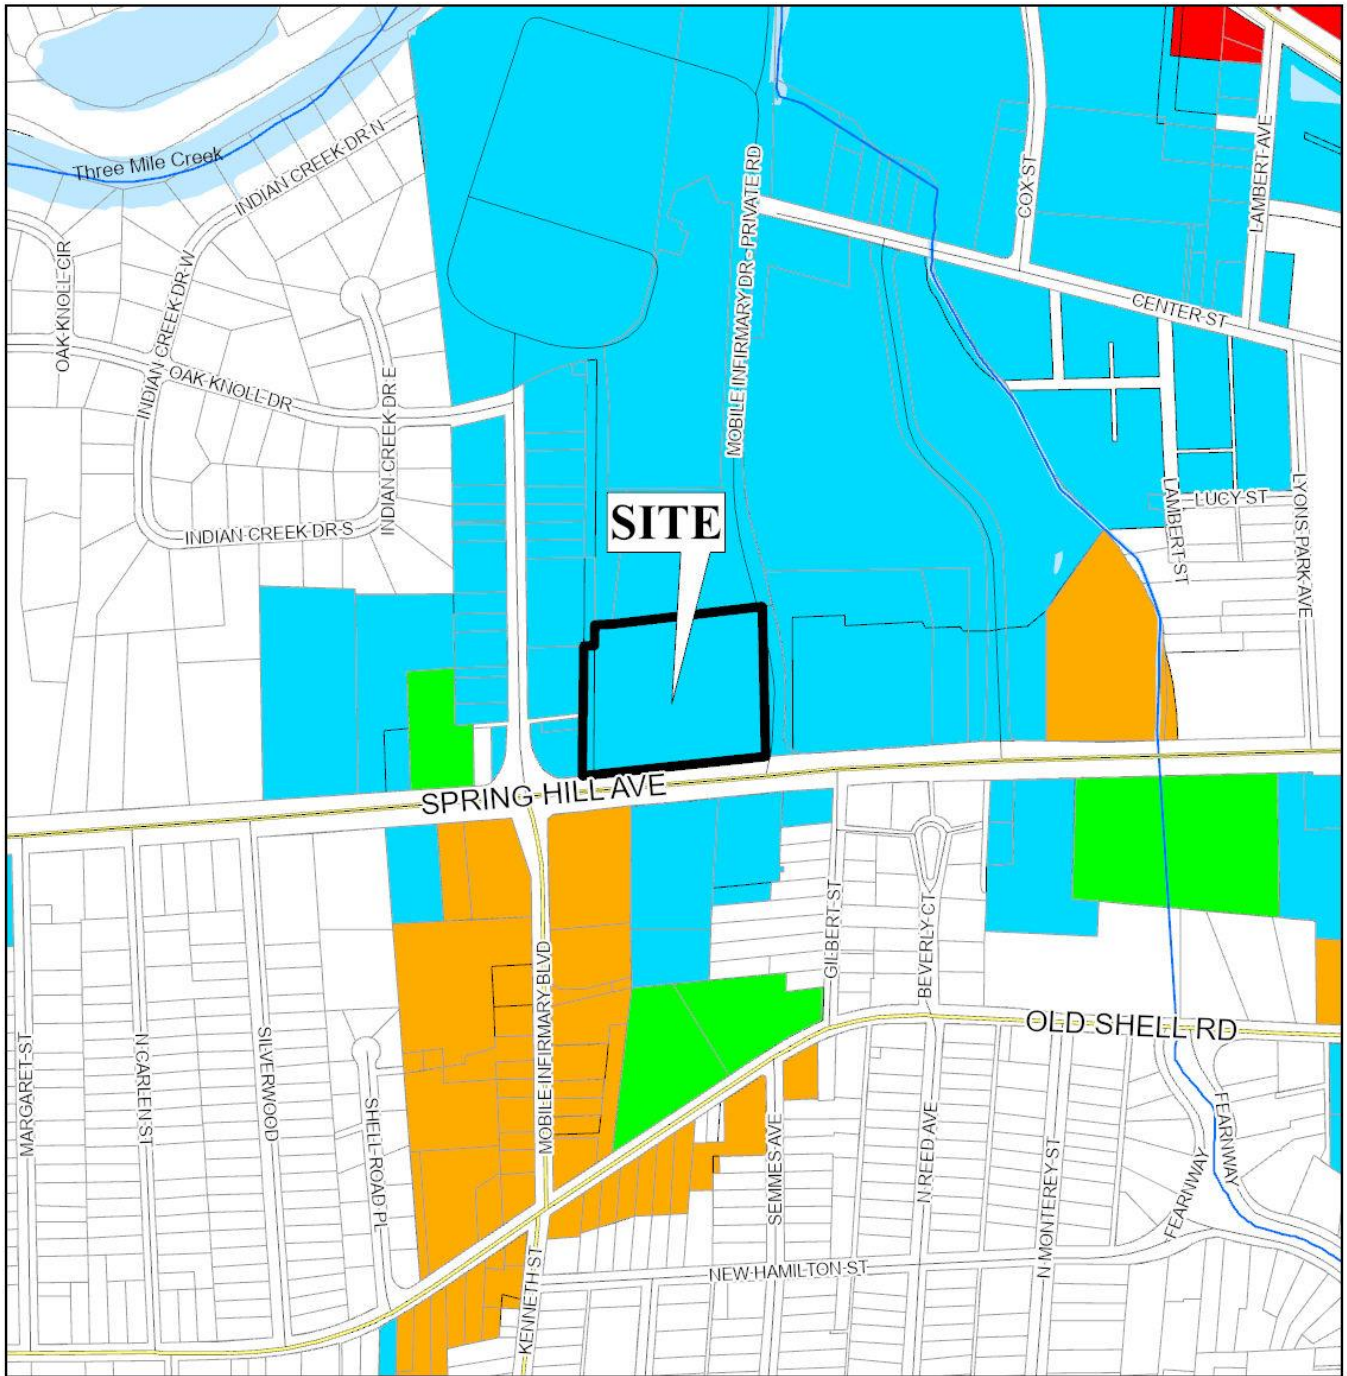 Three Mile Creek
INDIAN CREEK DR N
OAK KNOLL CIR
INDIAN CREEK DR W
OAK KNOLL DR
INDIAN CREEK DR E
INDIAN CREEK DR S
MOBILE INFIRMARY DR - PRIVATE RD
COX ST
LAMBERT AVE
CENTER ST
LAMBERT ST
LUCY ST
LYONS PARK AVE
SITE
SPRING HILL AVE
MARGARET ST
N CARLEN ST
SILVERWOOD
SHELL ROAD PL
MOBILE INFIRMARY BLVD
GILBERT ST
BEVERLY CT
OLD SHELL RD
KENNETH ST
SEMMES AVE
N REED AVE
N MONTEREY ST
FEARNWAY
FEARNWAY
NEW HAMILTON ST